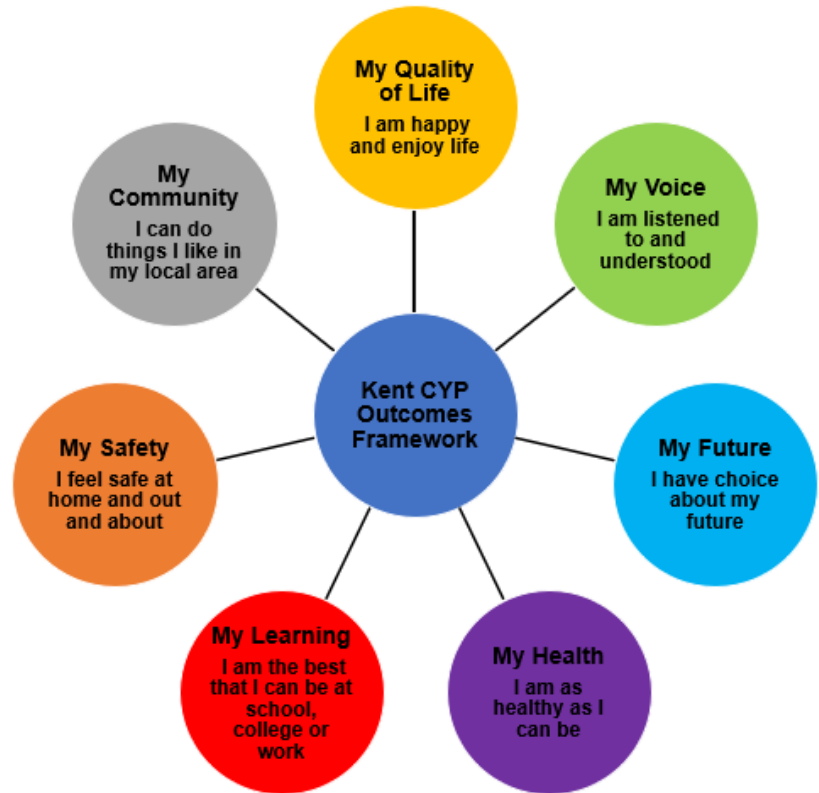 My Quality
of Life
I am happy
and enjoy life
My Voice
I am listened
to and
understood
My Future
I have choice
about my
future
My Health
I am as
healthy as I
can be
My Learning
I am the best
that I can be at
school,
college or
work
My Safety
I feel safe at
home and out
and about
My
Community
I can do
things I like in
my local area
Kent CYP
Outcomes
Framework